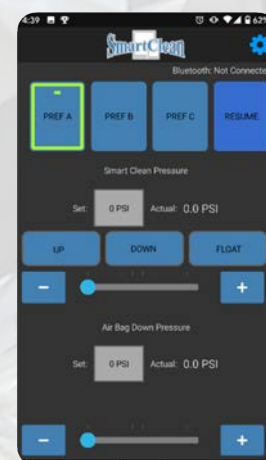 4:39 62%
SmartClean
Bluetooth: Not Connecte
PREF A PREF B PREF C RESUME
Smart Clean Pressure
Set: 0 PSI Actual: 0.0 PSI
UP DOWN FLOAT
− +
Air Bag Down Pressure
Set: 0 PSI Actual: 0.0 PSI
− +